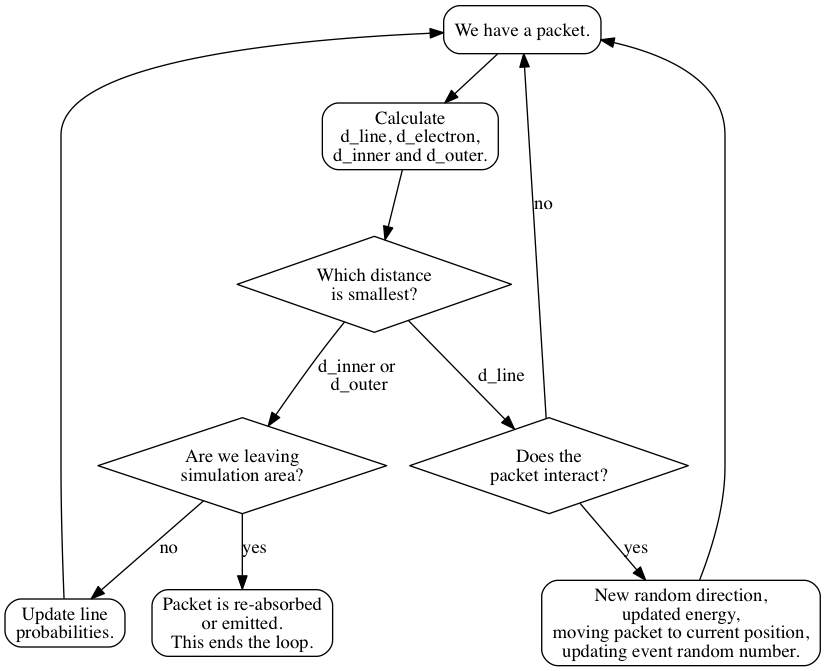 We have a packet.
Calculate
d_line, d_electron,
d_inner and d_outer.
no
Which distance
is smallest?
d_inner or
d_outer
d_line
Are we leaving
simulation area?
Does the
packet interact?
no
yes
yes
Update line
probabilities.
Packet is re-absorbed
or emitted.
This ends the loop.
New random direction,
updated energy,
moving packet to current position,
updating event random number.